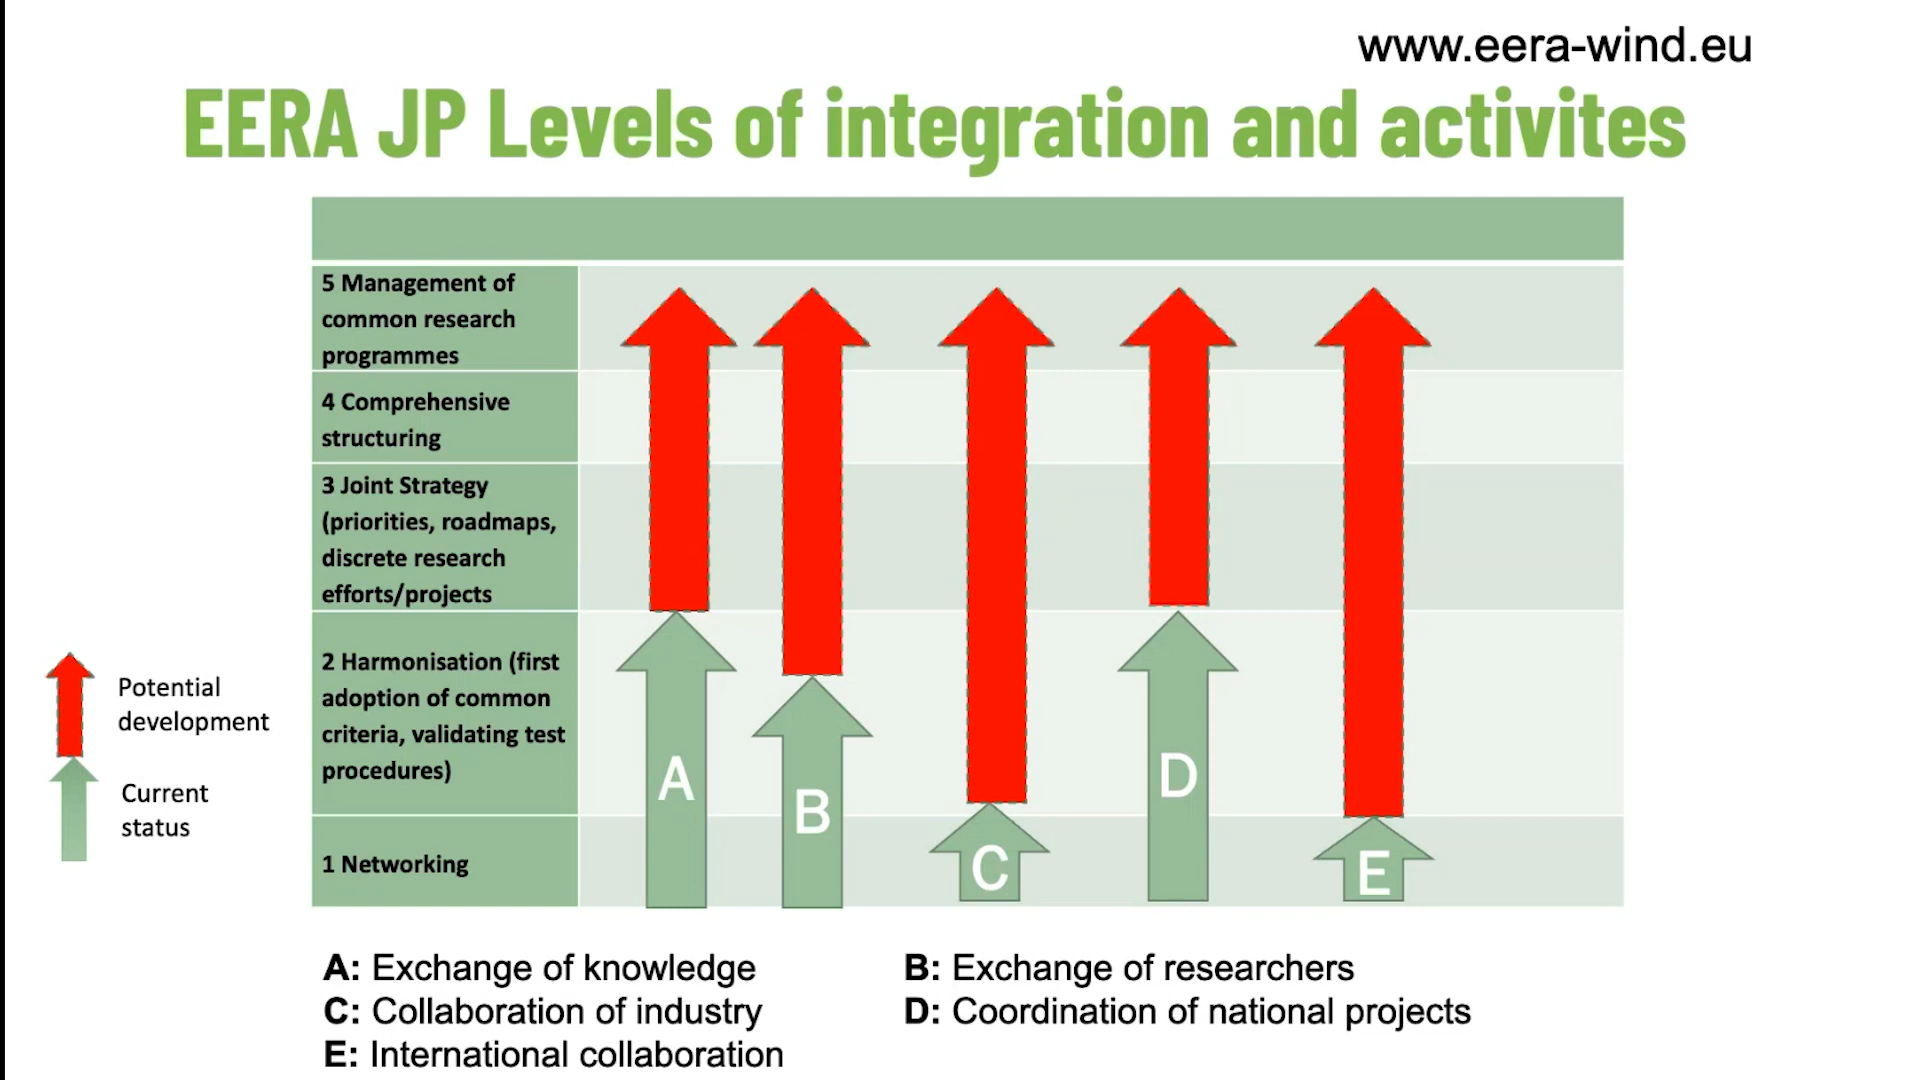 www.eera-wind.eu
EERA JP Levels of integration and activites
5 Management of
common research
programmes
4 Comprehensive
structuring
3 Joint Strategy
(priorities, roadmaps,
discrete research
efforts/projects
2 Harmonisation (first
adoption of common
criteria, validating test
procedures)
1 Networking
A
B
C
D
E
Potential
development
Current
status
A: Exchange of knowledge
B: Exchange of researchers
C: Collaboration of industry
D: Coordination of national projects
E: International collaboration